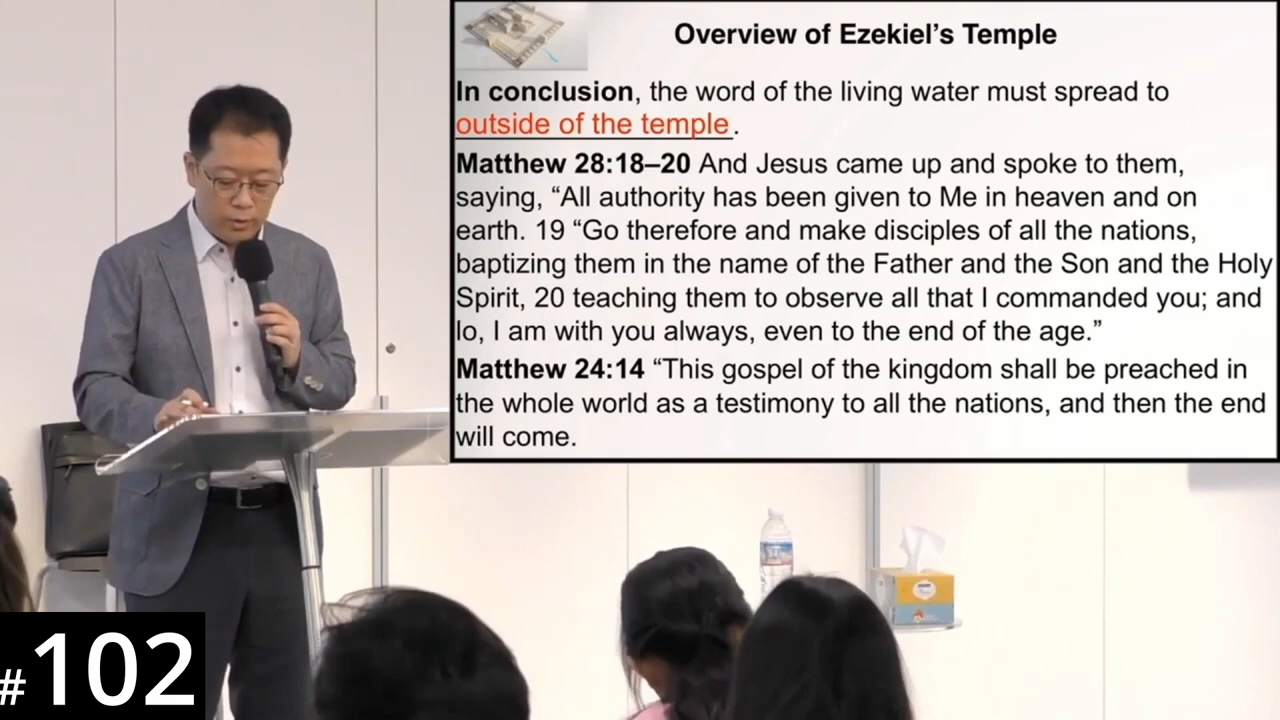 Overview of Ezekiel’s Temple
In conclusion, the word of the living water must spread to
outside of the temple.
Matthew 28:18–20 And Jesus came up and spoke to them,
saying, “All authority has been given to Me in heaven and on
earth. 19 “Go therefore and make disciples of all the nations,
baptizing them in the name of the Father and the Son and the Holy
Spirit, 20 teaching them to observe all that I commanded you; and
lo, I am with you always, even to the end of the age.”
Matthew 24:14 “This gospel of the kingdom shall be preached in
the whole world as a testimony to all the nations, and then the end
will come.
#102